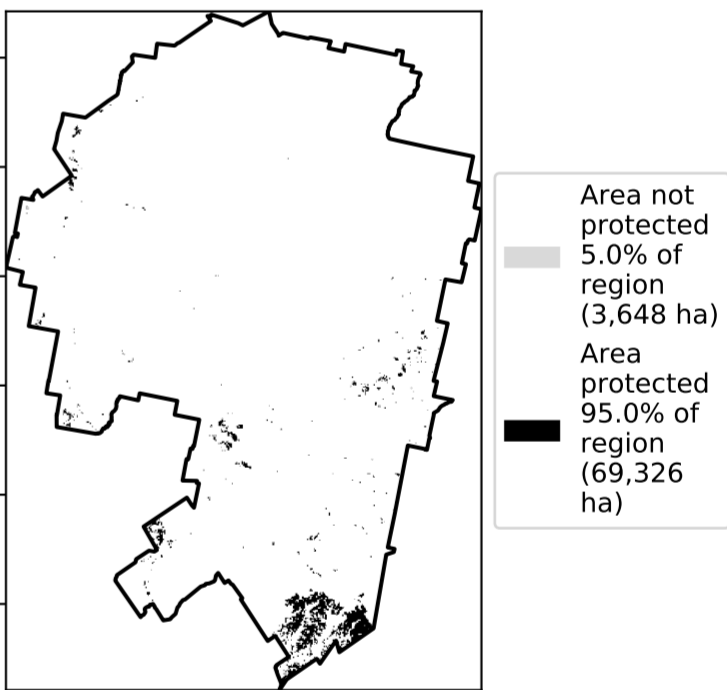 Area not
protected
5.0% of
region
(3,648 ha)
Area
protected
95.0% of
region
(69,326
ha)